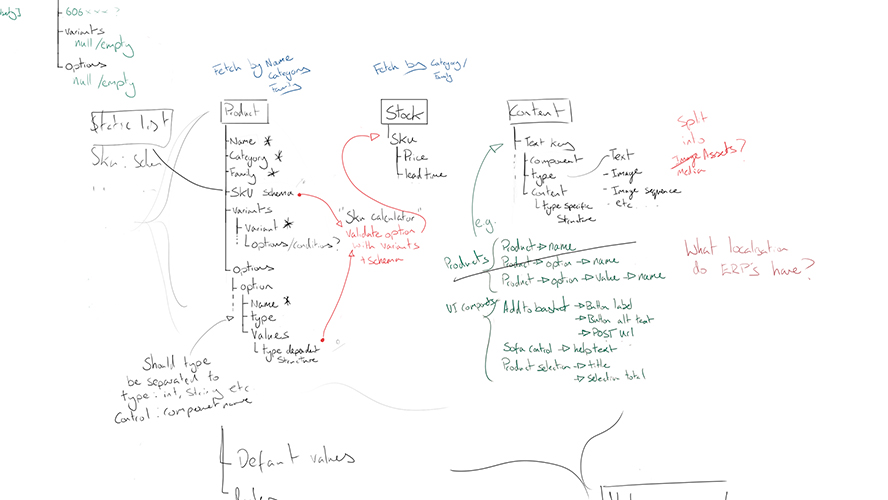 606
variants
null/empty
options
null/empty
Static list
Sku : schem
Fetch by Name
Category
Family
Product
Name *
Category *
Family *
SKU schema
variants
variant *
options/conditions?
options
option
Name *
type
Values
type dependent
structure
Should type
be separated to
type: int, string etc
Control: component name
Default values
Rules
Fetch by Category/
Family
Stock
Sku
Price
lead time
"Sku calculator"
validate option
with variants
+ schema
Content
Text key
component
type
Content
type specific
structure
Text
Image
Image sequence
etc ....
Split
into
Image Assets?
media
What localisation
do ERP's have?
e.g.
Products
Product → name
Product → option → name
Product → option → value → name
UI components
Add to basket → Button label
→ Button alt text
→ POST url
Sofa control → help text
Product selection → title
→ selection total